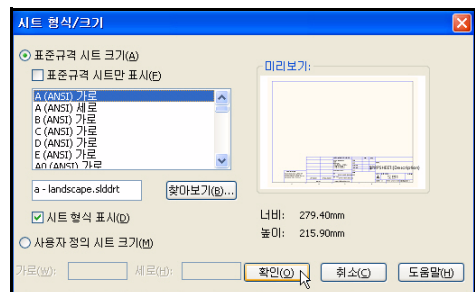 시트 형식/크기
표준규격 시트 크기(A)
표준규격 시트만 표시(F)
A (ANSI) 가로
A (ANSI) 세로
B (ANSI) 가로
C (ANSI) 가로
D (ANSI) 가로
E (ANSI) 가로
A0 (ANSI) 가로
a - landscape.slddrt
찾아보기(B)...
시트 형식 표시(D)
사용자 정의 시트 크기(M)
가로(W):
세로(H):
미리보기:
너비: 279.40mm
높이: 215.90mm
확인(O)
취소(C)
도움말(H)